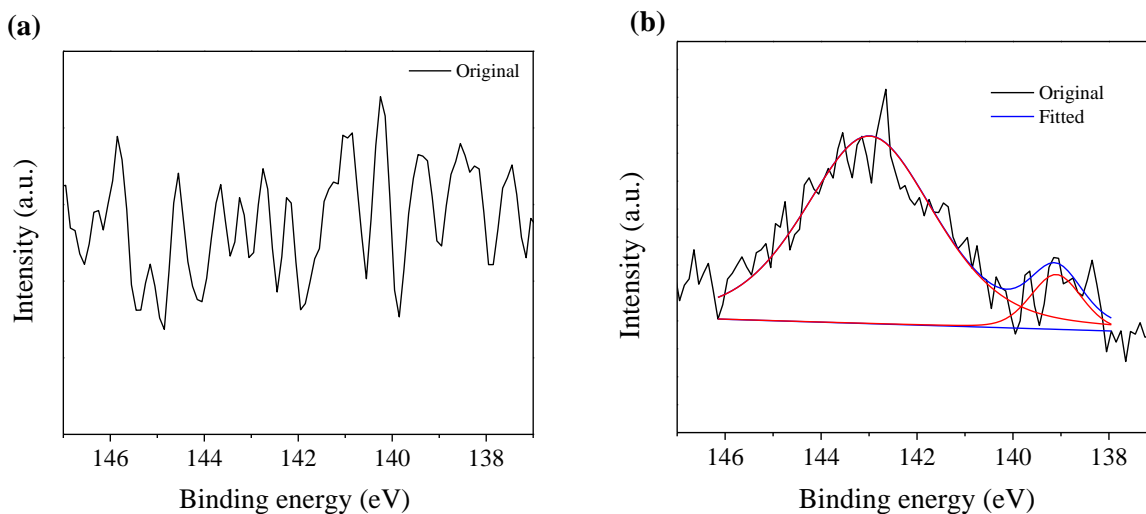 (a)
Original
Intensity (a.u.)
146 144 142 140 138
Binding energy (eV)
(b)
Original
Fitted
Intensity (a.u.)
146 144 142 140 138
Binding energy (eV)